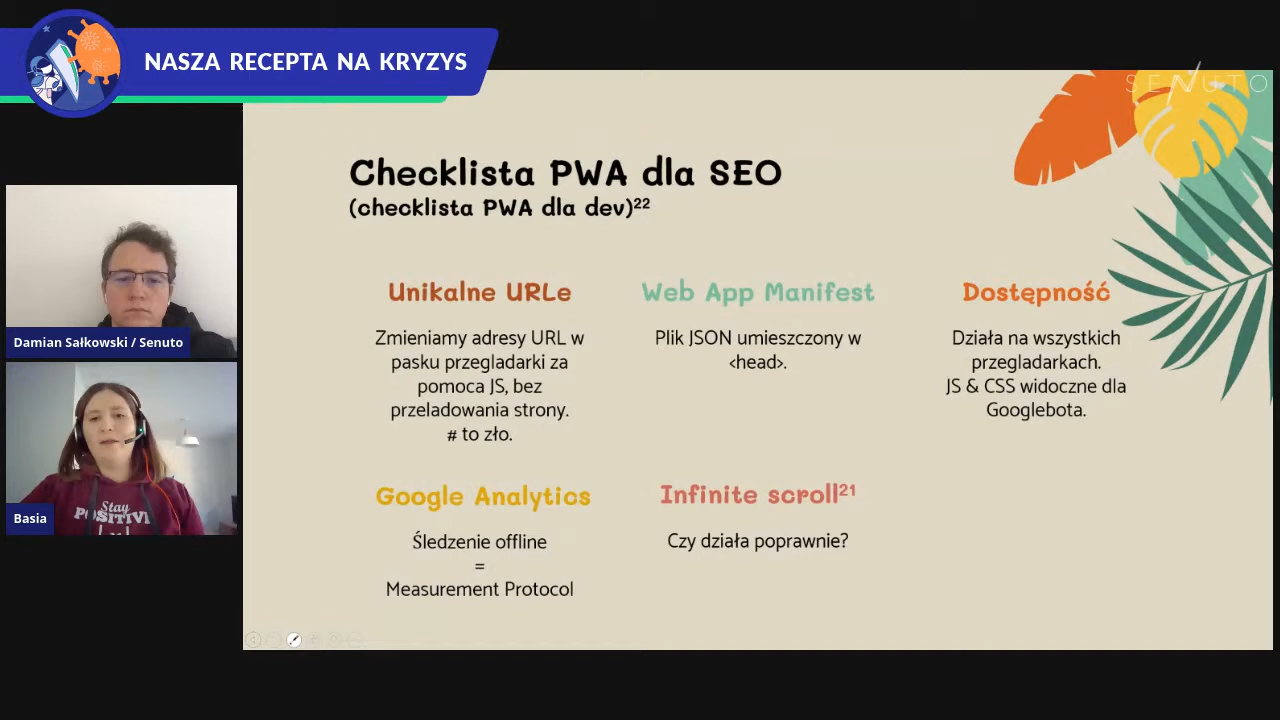 NASZA RECEPTA NA KRYZYS
SENUTO
Checklista PWA dla SEO
(checklista PWA dla dev)²²
Unikalne URLe
Zmieniamy adresy URL w
pasku przegladarki za
pomoca JS, bez
przeladowania strony.
# to zło.
Web App Manifest
Plik JSON umieszczony w
<head>.
Dostępność
Działa na wszystkich
przegladarkach.
JS & CSS widoczne dla
Googlebota.
Google Analytics
Śledzenie offline
=
Measurement Protocol
Infinite scroll²¹
Czy działa poprawnie?
Damian Sałkowski / Senuto
Stay
POSITIVE
Basia